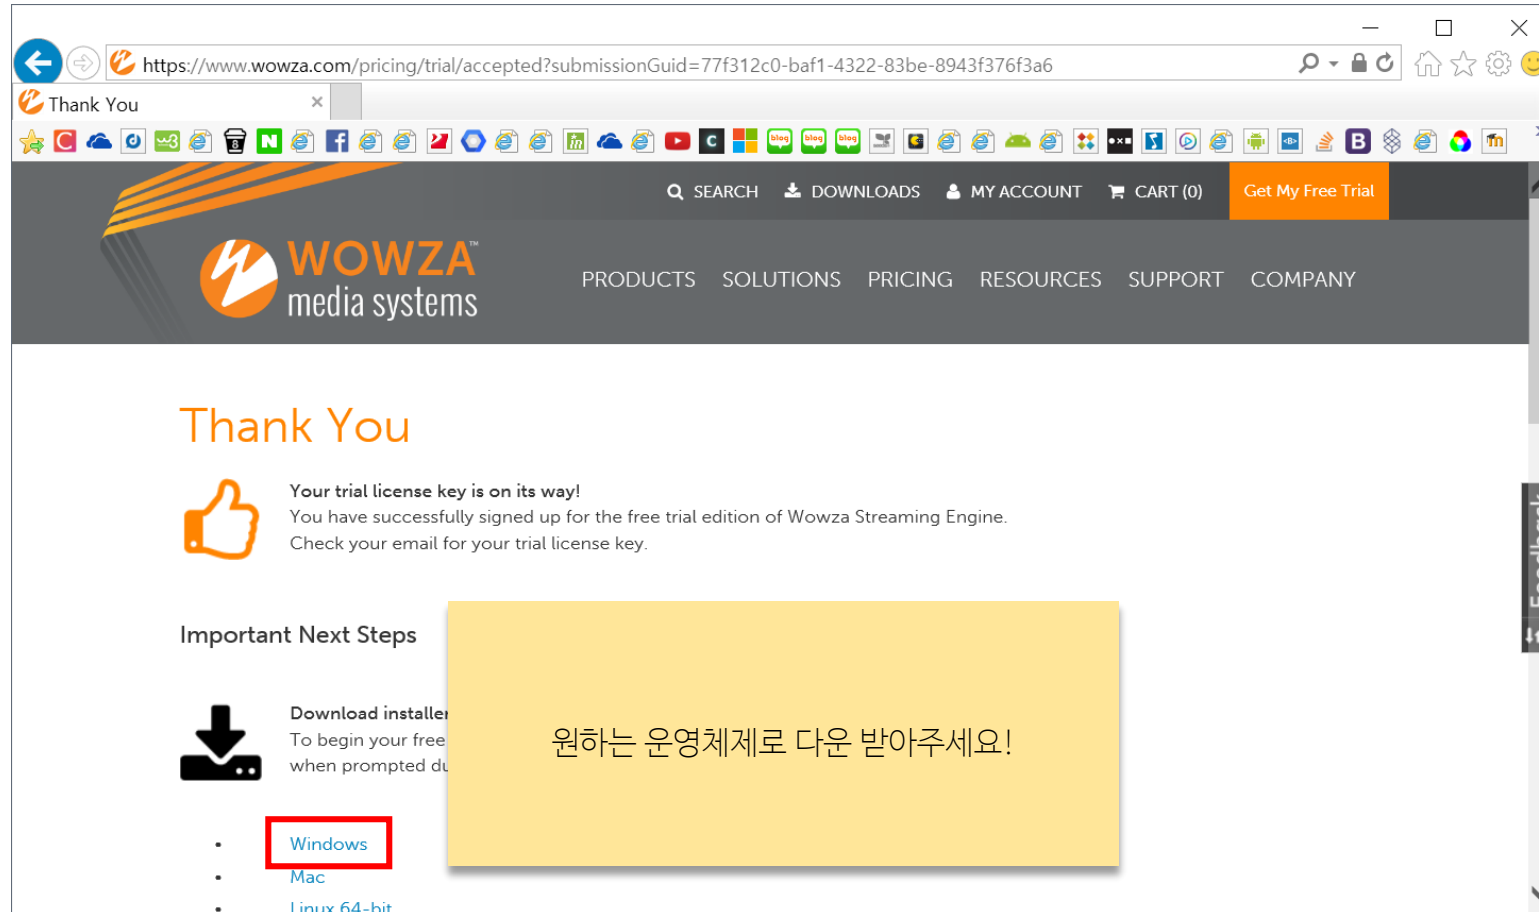 https://www.wowza.com/pricing/trial/accepted?submissionGuid=77f312c0-baf1-4322-83be-8943f376f3a6
Thank You
SEARCH DOWNLOADS MY ACCOUNT CART (0) Get My Free Trial
WOWZA™
media systems
PRODUCTS SOLUTIONS PRICING RESOURCES SUPPORT COMPANY
Thank You
Your trial license key is on its way!
You have successfully signed up for the free trial edition of Wowza Streaming Engine.
Check your email for your trial license key.
Feedback
Important Next Steps
Download installer
To begin your free
when prompted
원하는 운영체제로 다운 받아주세요!
• Windows
• Mac
• Linux 64-bit